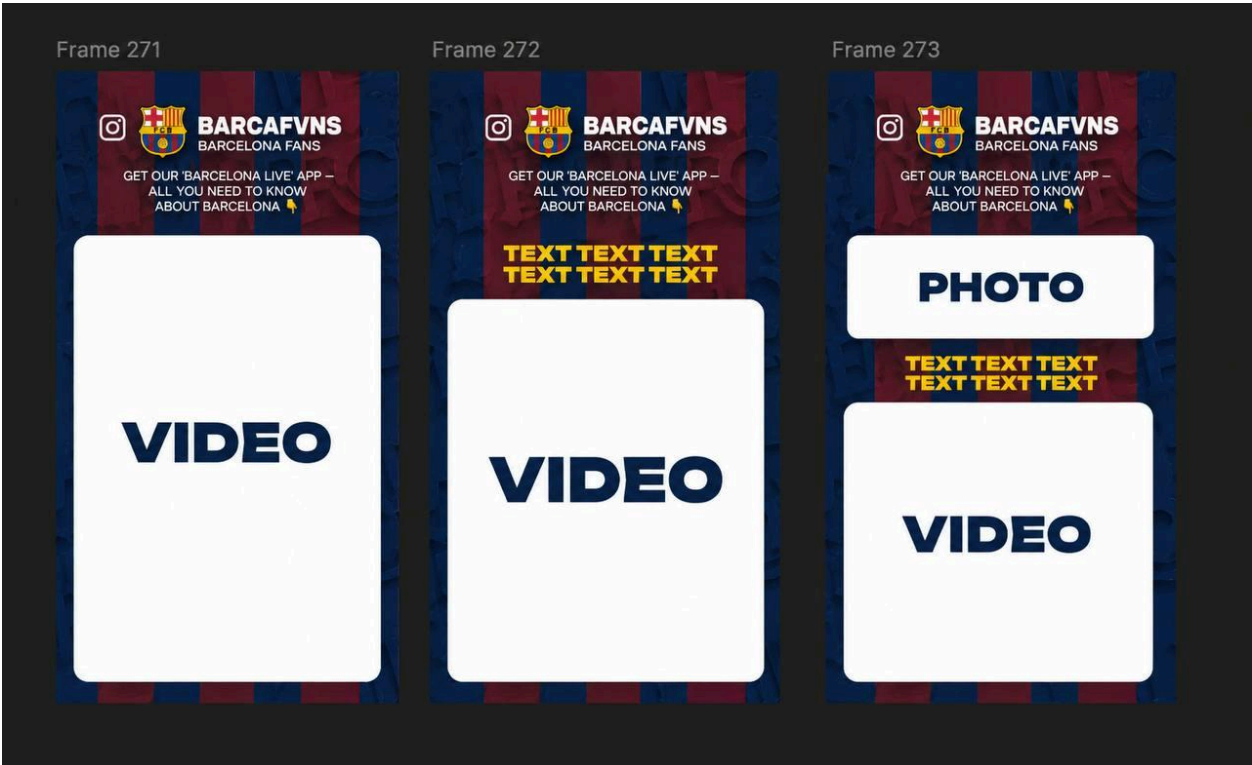 Frame 271
BARCAFVNS
FCB
BARCELONA FANS
GET OUR 'BARCELONA LIVE' APP –
ALL YOU NEED TO KNOW
ABOUT BARCELONA 👇
VIDEO
Frame 272
BARCAFVNS
FCB
BARCELONA FANS
GET OUR 'BARCELONA LIVE' APP –
ALL YOU NEED TO KNOW
ABOUT BARCELONA 👇
TEXT TEXT TEXT
TEXT TEXT TEXT
VIDEO
Frame 273
BARCAFVNS
FCB
BARCELONA FANS
GET OUR 'BARCELONA LIVE' APP –
ALL YOU NEED TO KNOW
ABOUT BARCELONA 👇
PHOTO
TEXT TEXT TEXT
TEXT TEXT TEXT
VIDEO